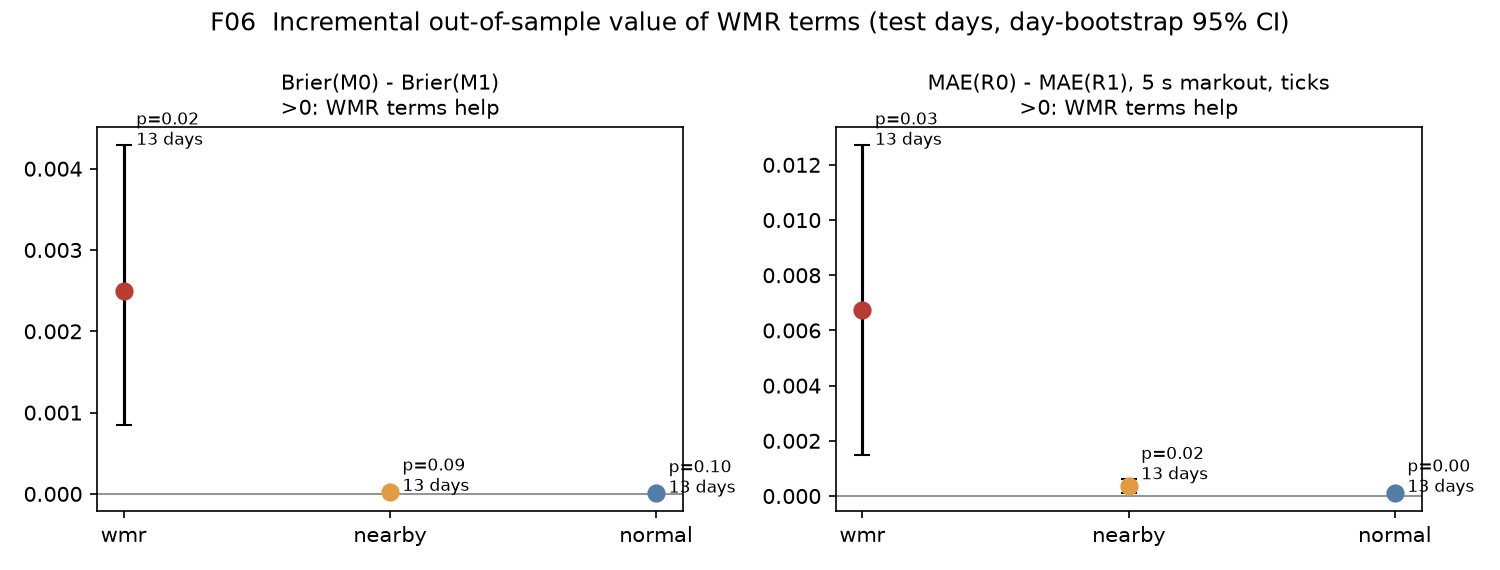 F06  Incremental out-of-sample value of WMR terms (test days, day-bootstrap 95% CI)
Brier(M0) - Brier(M1)
>0: WMR terms help
p=0.02
13 days
0.004
0.003
0.002
0.001
0.000
p=0.09
13 days
p=0.10
13 days
wmr
nearby
normal
MAE(R0) - MAE(R1), 5 s markout, ticks
>0: WMR terms help
p=0.03
13 days
0.012
0.010
0.008
0.006
0.004
0.002
0.000
p=0.02
13 days
p=0.00
13 days
wmr
nearby
normal